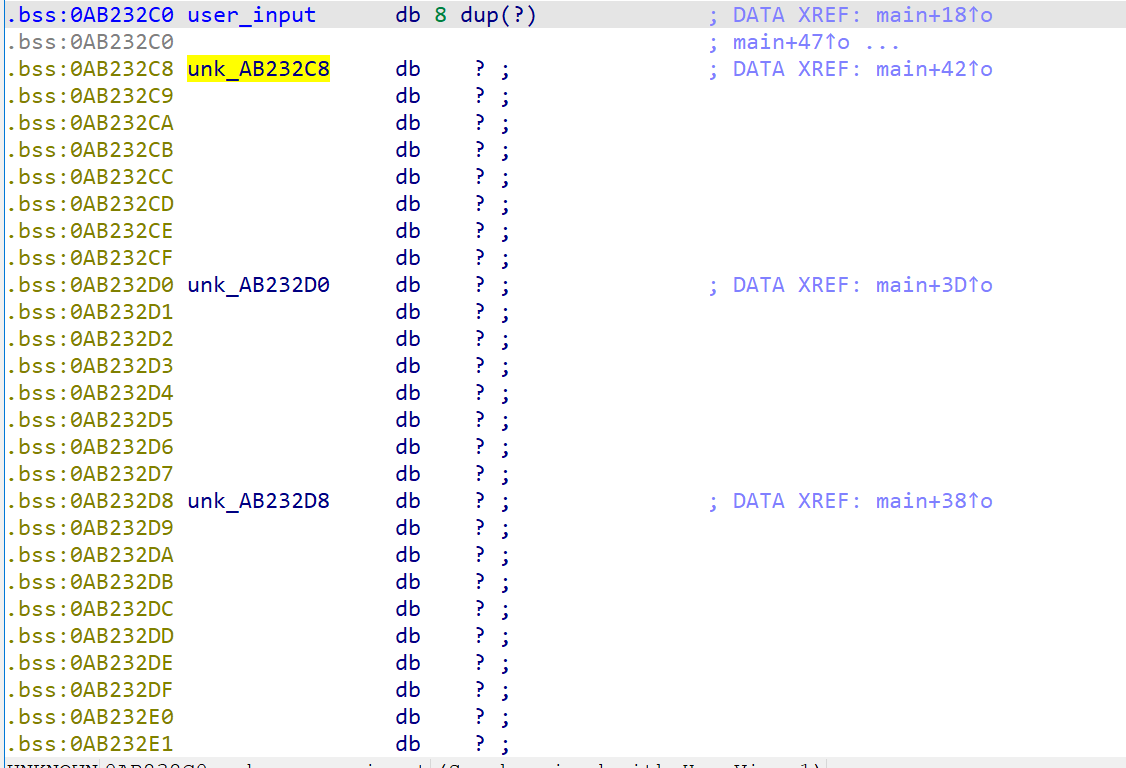 .bss:0AB232C0 user_input db 8 dup(?) ; DATA XREF: main+18↑o
.bss:0AB232C0 ; main+47↑o ...
.bss:0AB232C8 unk_AB232C8 db ? ; ; DATA XREF: main+42↑o
.bss:0AB232C9 db ? ;
.bss:0AB232CA db ? ;
.bss:0AB232CB db ? ;
.bss:0AB232CC db ? ;
.bss:0AB232CD db ? ;
.bss:0AB232CE db ? ;
.bss:0AB232CF db ? ;
.bss:0AB232D0 unk_AB232D0 db ? ; ; DATA XREF: main+3D↑o
.bss:0AB232D1 db ? ;
.bss:0AB232D2 db ? ;
.bss:0AB232D3 db ? ;
.bss:0AB232D4 db ? ;
.bss:0AB232D5 db ? ;
.bss:0AB232D6 db ? ;
.bss:0AB232D7 db ? ;
.bss:0AB232D8 unk_AB232D8 db ? ; ; DATA XREF: main+38↑o
.bss:0AB232D9 db ? ;
.bss:0AB232DA db ? ;
.bss:0AB232DB db ? ;
.bss:0AB232DC db ? ;
.bss:0AB232DD db ? ;
.bss:0AB232DE db ? ;
.bss:0AB232DF db ? ;
.bss:0AB232E0 db ? ;
.bss:0AB232E1 db ? ;